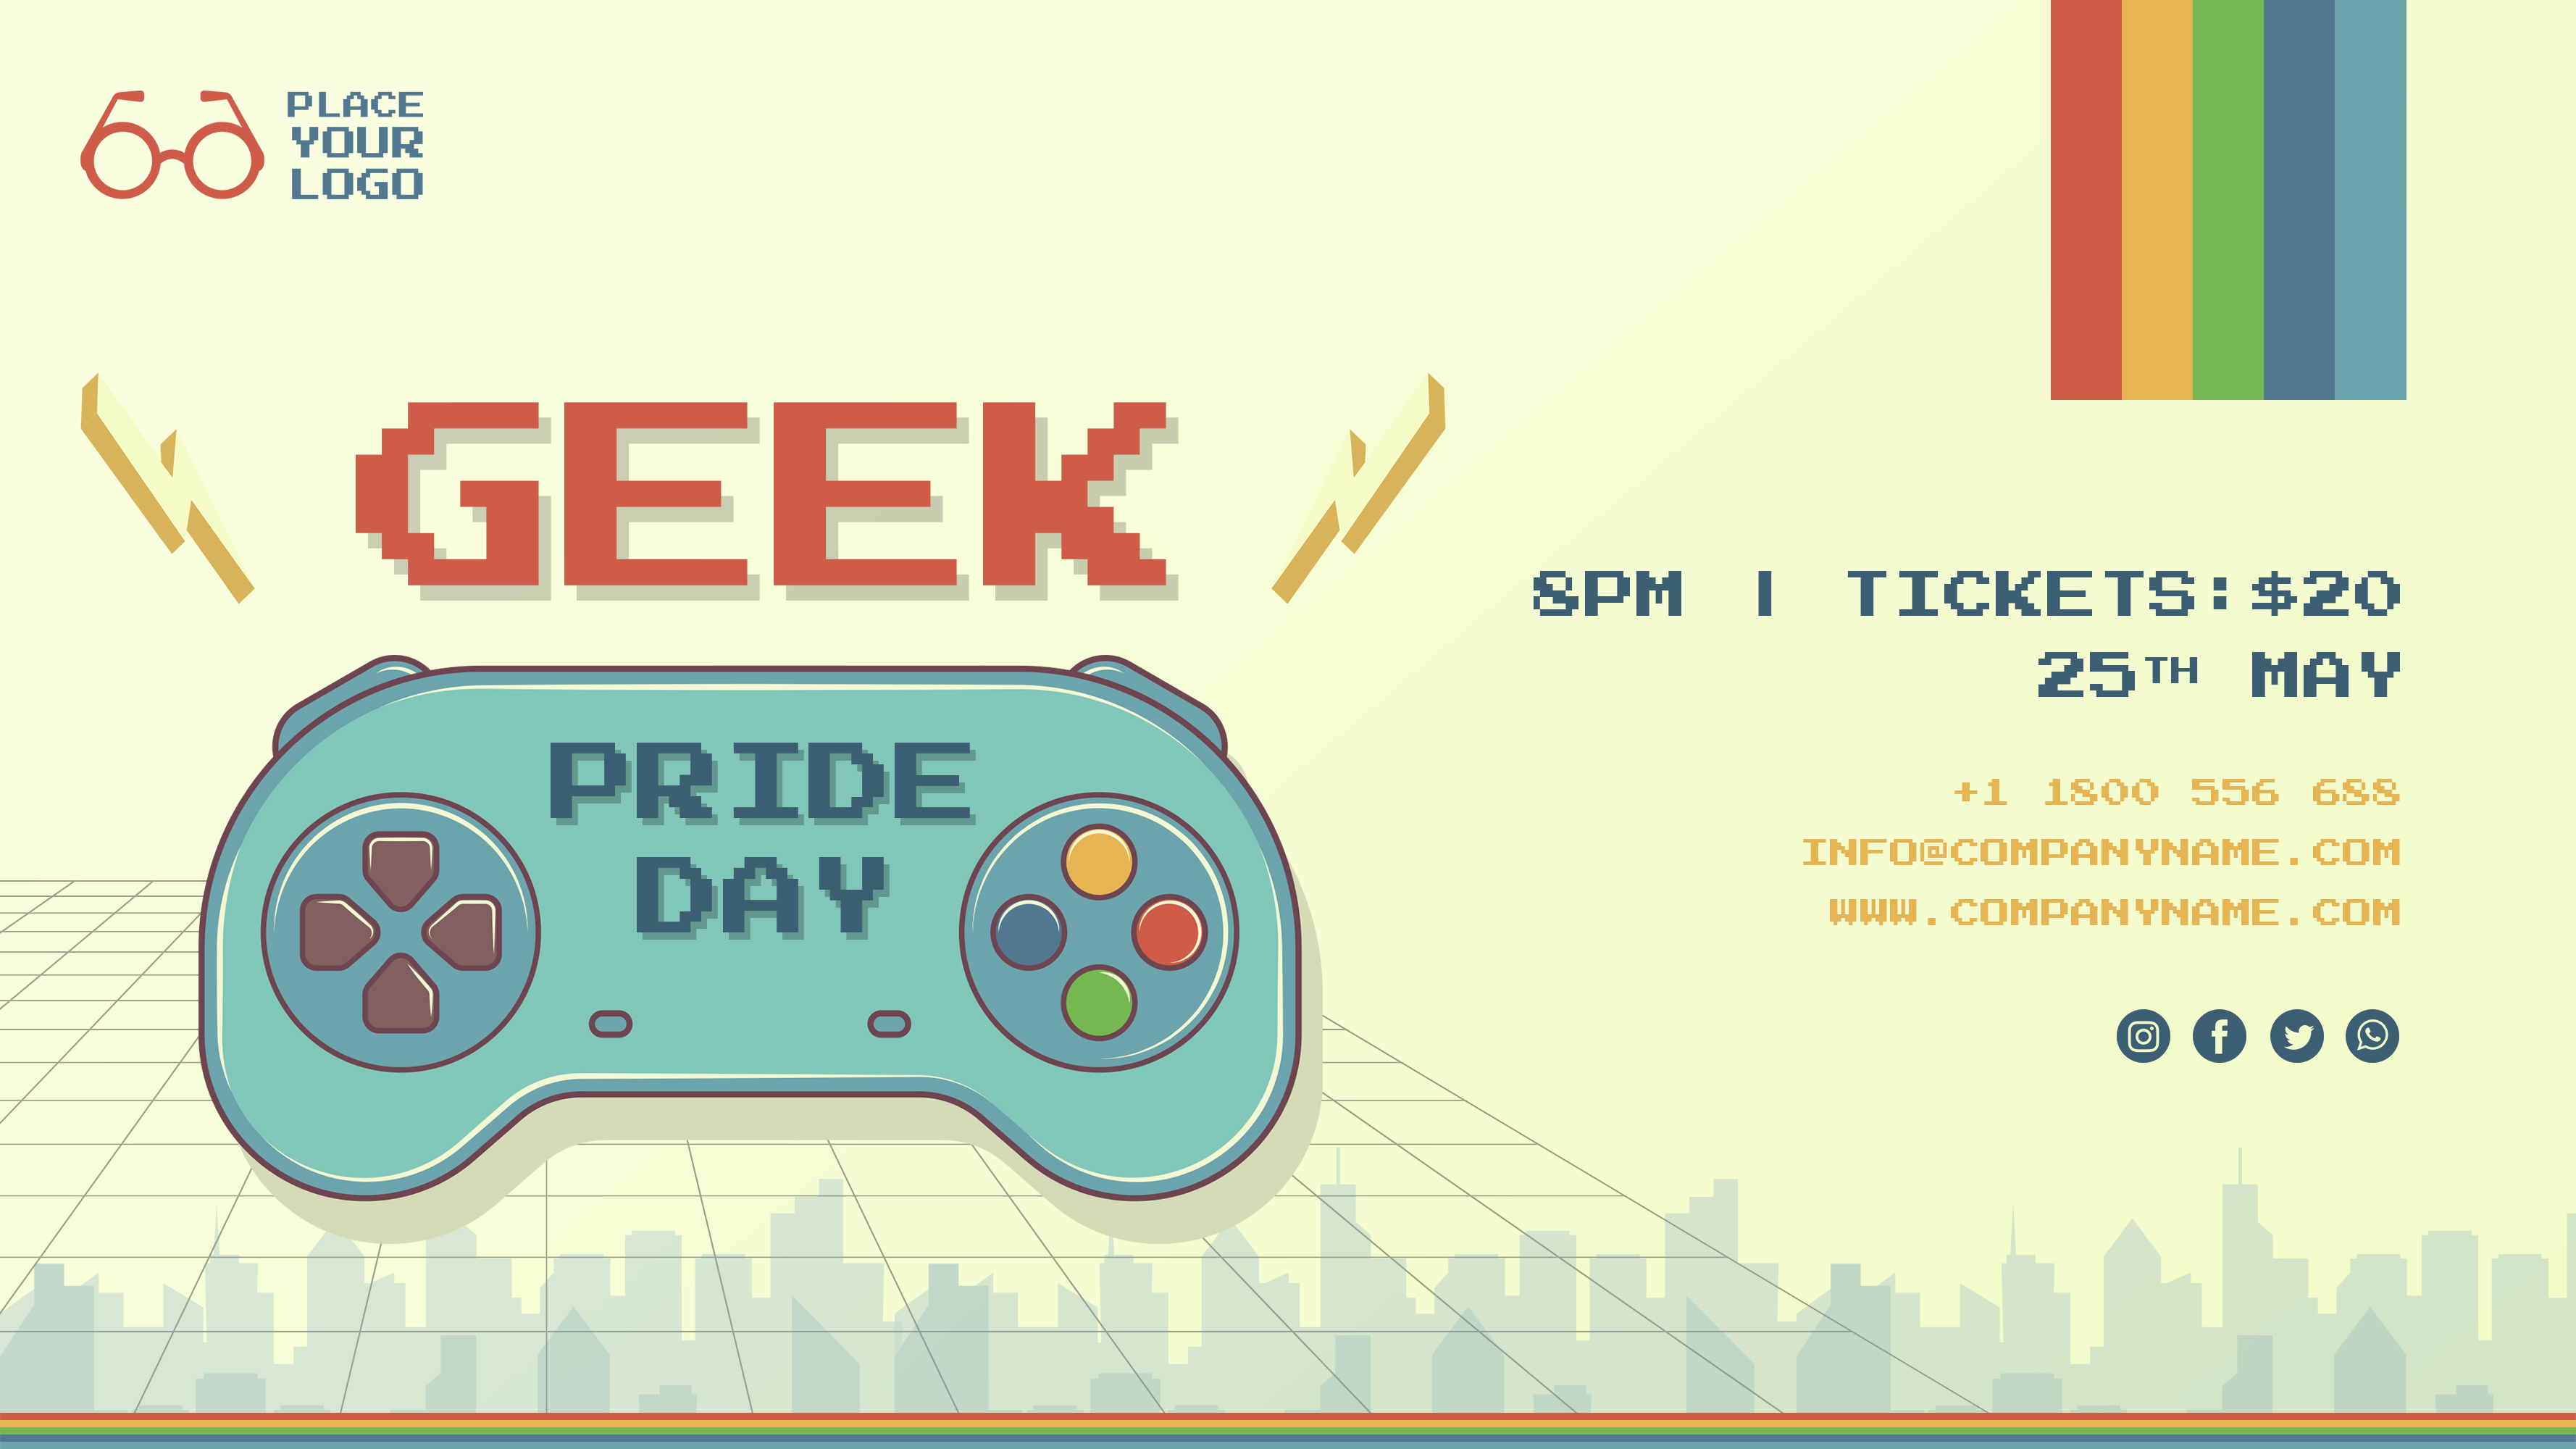 PLACE
YOUR
LOGO
GEEK
PRIDE
DAY
8PM | TICKETS:$20
25TH MAY
+1 1800 556 688
INFO@COMPANYNAME.COM
WWW.COMPANYNAME.COM